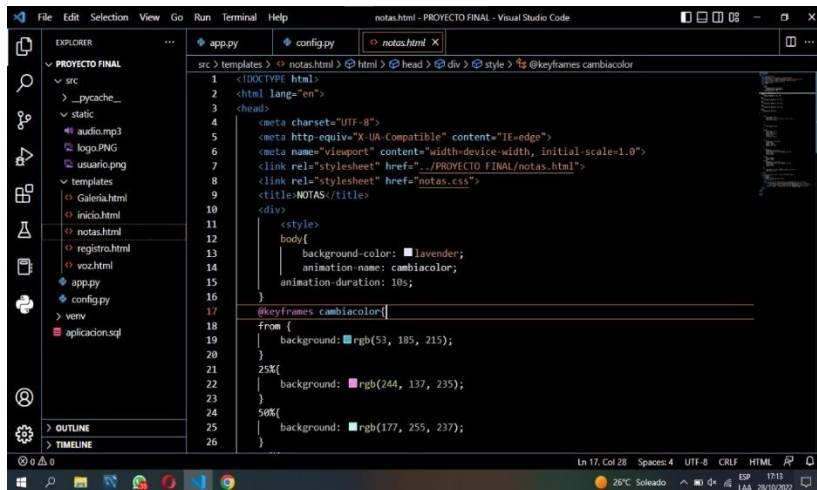 File Edit Selection View Go Run Terminal Help notas.html - PROYECTO FINAL - Visual Studio Code
EXPLORER
PROYECTO FINAL
src
__pycache__
static
audio.mp3
logo.PNG
usuario.png
templates
Galeria.html
inicio.html
notas.html
registro.html
voz.html
app.py
config.py
venv
aplicacion.sql
OUTLINE
TIMELINE
app.py config.py notas.html
src > templates > notas.html > html > head > div > style > @keyframes cambiacolor
1 <!DOCTYPE html>
2 <html lang="en">
3 <head>
4 <meta charset="UTF-8">
5 <meta http-equiv="X-UA-Compatible" content="IE=edge">
6 <meta name="viewport" content="width=device-width, initial-scale=1.0">
7 <link rel="stylesheet" href="../PROYECTO FINAL/notas.html">
8 <link rel="stylesheet" href="notas.css">
9 <title>NOTAS</title>
10 <div>
11 <style>
12 body{
13 background-color: lavender;
14 animation-name: cambiacolor;
15 animation-duration: 10s;
16 }
17 @keyframes cambiacolor{
18 from {
19 background: rgb(53, 185, 215);
20 }
21 25%{
22 background: rgb(244, 137, 235);
23 }
24 50%{
25 background: rgb(177, 255, 237);
26 }
0 0 Ln 17, Col 28 Spaces: 4 UTF-8 CRLF HTML
26°C Soleado ESP 17:13
LAA 28/10/2022